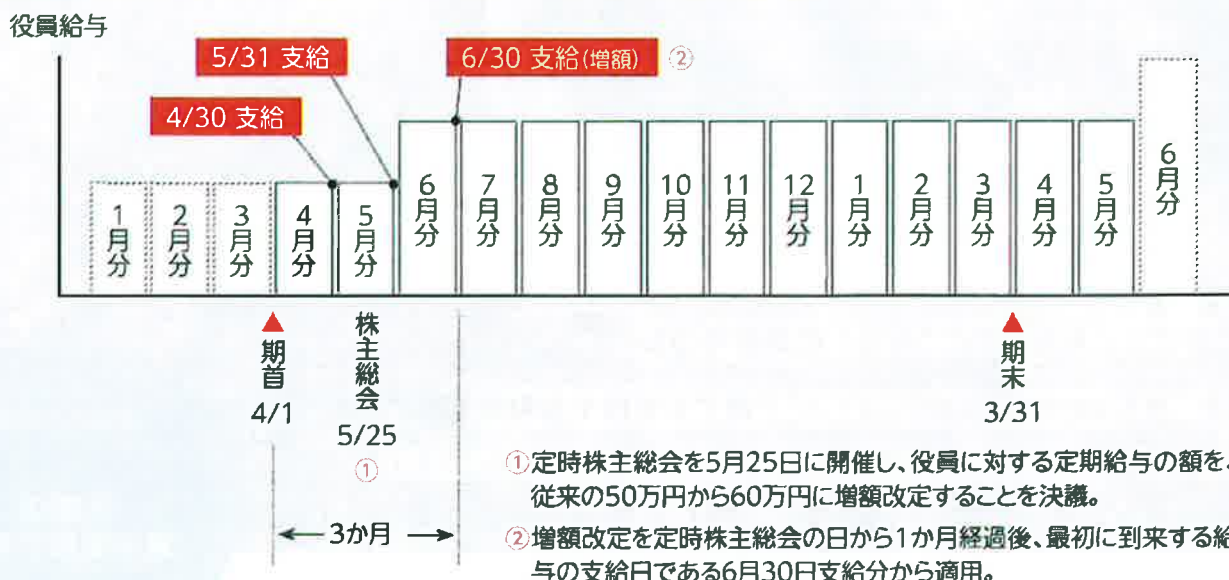 役員給与
5/31 支給
6/30 支給(増額) ②
4/30 支給
1月分
2月分
3月分
4月分
5月分
6月分
7月分
8月分
9月分
10月分
11月分
12月分
1月分
2月分
3月分
4月分
5月分
6月分
期首
4/1
株主総会
5/25
①
期末
3/31
3か月
①定時株主総会を5月25日に開催し、役員に対する定期給与の額を、
従来の50万円から60万円に増額改定することを決議。
②増額改定を定時株主総会の日から1か月経過後、最初に到来する給
与の支給日である6月30日支給分から適用。